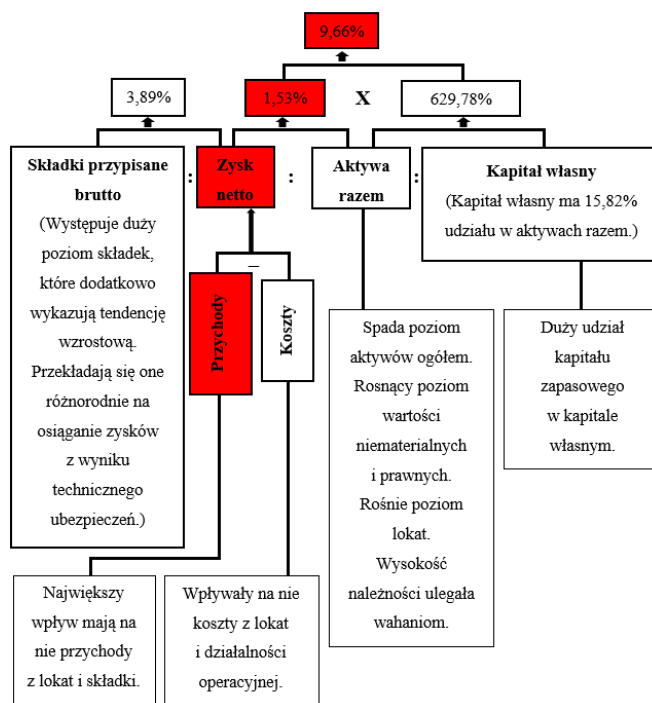 9,66%
3,89%
1,53%
X
629,78%
Składki przypisane
brutto
(Występuje duży
poziom składek,
które dodatkowo
wykazują tendencję
wzrostową.
Przekładają się one
różnorodnie na
osiąganie zysków
z wyniku
technicznego
ubezpieczeń.)
:
Zysk
netto
:
Aktywa
razem
:
Kapitał własny
(Kapitał własny ma 15,82%
udziału w aktywach razem.)
–
Przychody
Koszty
Spada poziom
aktywów ogółem.
Rosnący poziom
wartości
niematerialnych
i prawnych.
Rośnie poziom
lokat.
Wysokość
należności ulegała
wahaniom.
Duży udział
kapitału
zapasowego
w kapitale
własnym.
Największy
wpływ mają na
nie przychody
z lokat i składki.
Wpływały na nie
koszty z lokat
i działalności
operacyjnej.